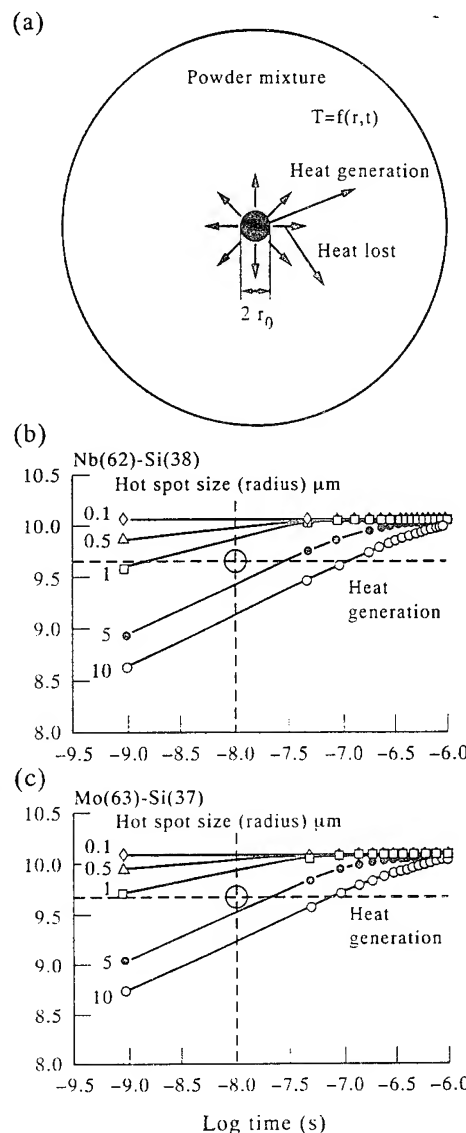 (a)
Powder mixture
T=f(r,t)
Heat generation
Heat lost
2 r0
(b)
Nb(62)-Si(38)
10.5
Hot spot size (radius) μm
0.1
10.0
0.5
9.5
1
Heat
generation
9.0
5
8.5
10
8.0
-9.5 -9.0 -8.5 -8.0 -7.5 -7.0 -6.5 -6.0
(c)
Mo(63)-Si(37)
10.5
Hot spot size (radius) μm
0.1
10.0
0.5
1
9.5
Heat
generation
9.0
5
8.5
10
8.0
-9.5 -9.0 -8.5 -8.0 -7.5 -7.0 -6.5 -6.0
Log time (s)